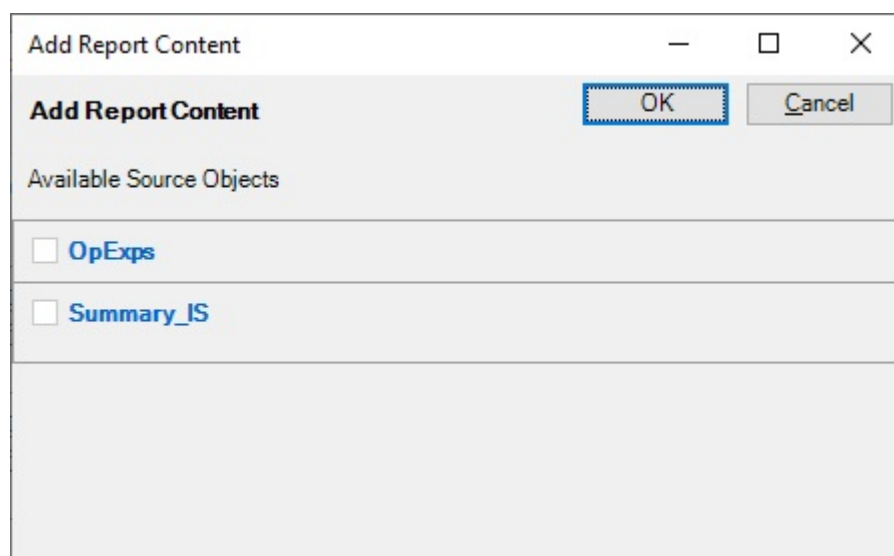 Add Report Content
Add Report Content
OK
Cancel
Available Source Objects
OpExps
Summary_IS